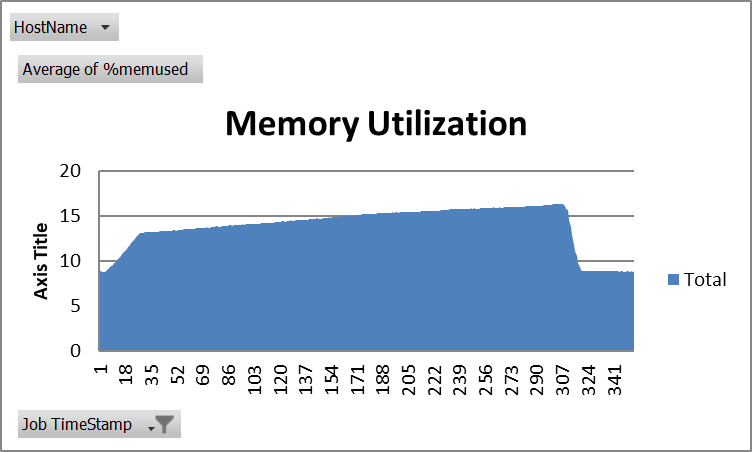 HostName
Average of %memused
Memory Utilization
20
15
10
5
0
Axis Title
Total
1 18 35 52 69 86 103 120 137 154 171 188 205 222 239 256 273 290 307 324 341
Job TimeStamp